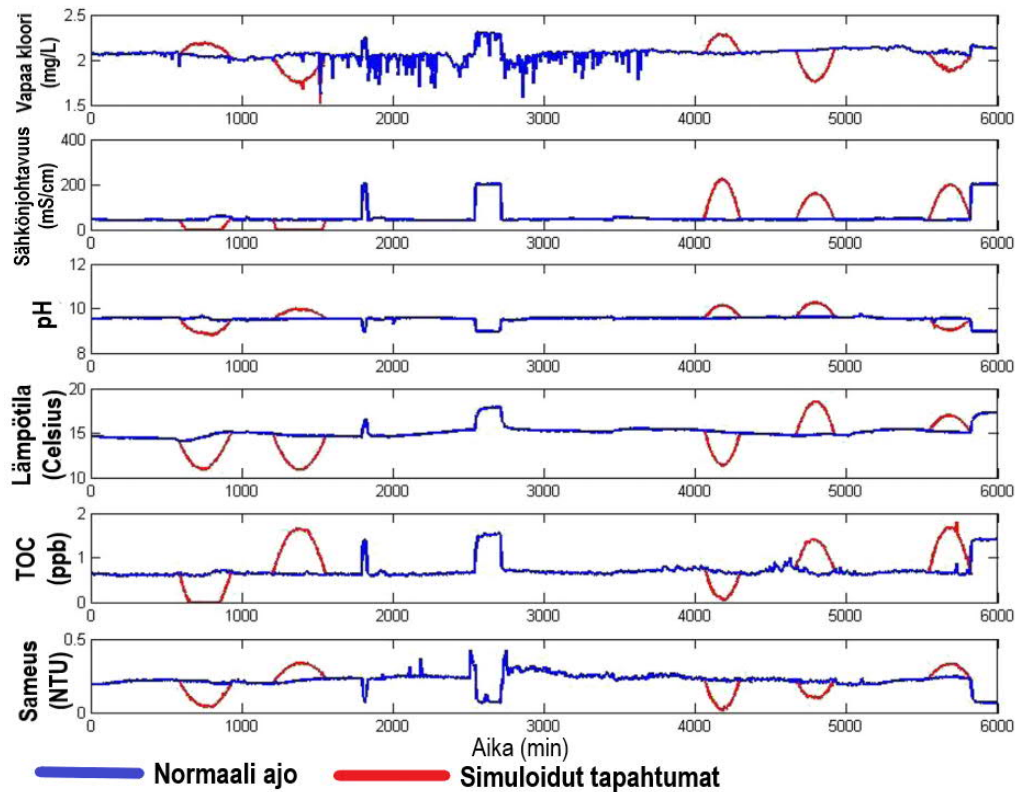 Vapaa kloori
(mg/L)
2.5
2
1.5
0 1000 2000 3000 4000 5000 6000
Sähkönjohtavuus
(mS/cm)
400
200
0
0 1000 2000 3000 4000 5000 6000
pH
12
10
8
0 1000 2000 3000 4000 5000 6000
Lämpötila
(Celsius)
20
15
10
0 1000 2000 3000 4000 5000 6000
TOC
(ppb)
2
1
0
0 1000 2000 3000 4000 5000 6000
Sameus
(NTU)
0.5
0
0 1000 2000 3000 4000 5000 6000
Aika (min)
Normaali ajo Simuloidut tapahtumat